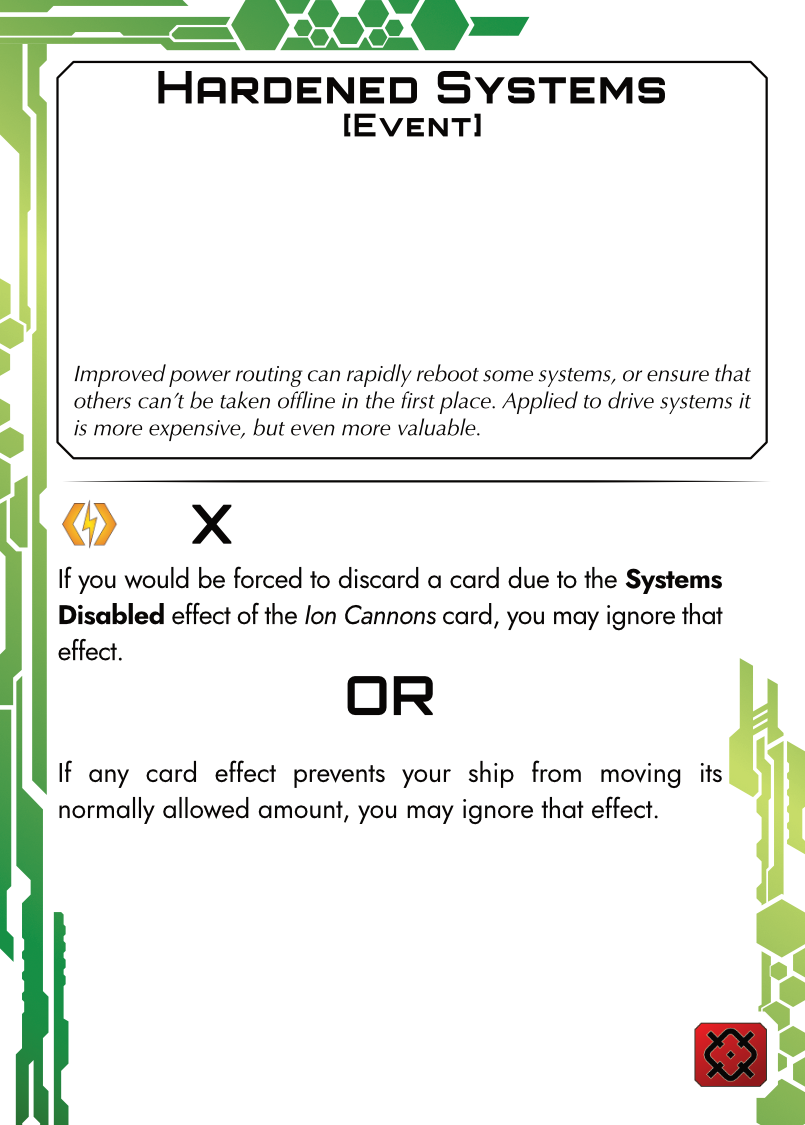 Hardened Systems
[Event]
Improved power routing can rapidly reboot some systems, or ensure that
others can’t be taken offline in the first place. Applied to drive systems it
is more expensive, but even more valuable.
X
If you would be forced to discard a card due to the Systems
Disabled effect of the Ion Cannons card, you may ignore that
effect.
OR
If any card effect prevents your ship from moving its
normally allowed amount, you may ignore that effect.